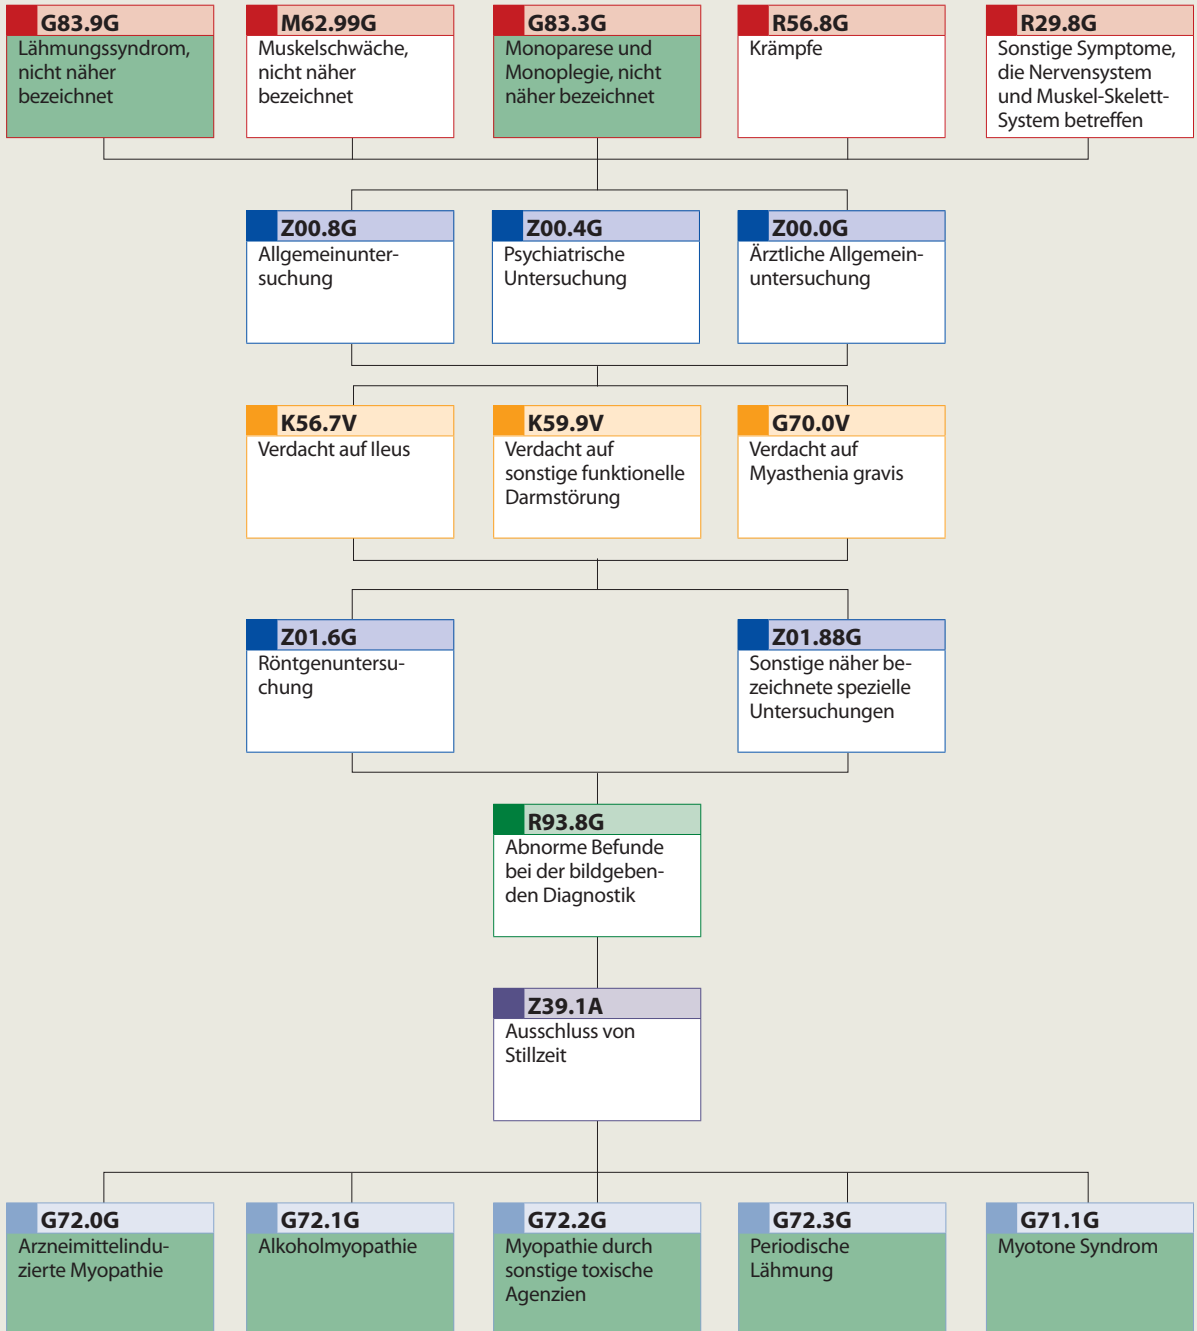 G83.9G
Lähmungssyndrom,
nicht näher
bezeichnet
M62.99G
Muskelschwäche,
nicht näher
bezeichnet
G83.3G
Monoparese und
Monoplegie, nicht
näher bezeichnet
R56.8G
Krämpfe
R29.8G
Sonstige Symptome,
die Nervensystem
und Muskel-Skelett-
System betreffen
Z00.8G
Allgemeinunter-
suchung
Z00.4G
Psychiatrische
Untersuchung
Z00.0G
Ärztliche Allgemein-
untersuchung
K56.7V
Verdacht auf Ileus
K59.9V
Verdacht auf
sonstige funktionelle
Darmstörung
G70.0V
Verdacht auf
Myasthenia gravis
Z01.6G
Röntgenuntersu-
chung
Z01.88G
Sonstige näher be-
zeichnete spezielle
Untersuchungen
R93.8G
Abnorme Befunde
bei der bildgeben-
den Diagnostik
Z39.1A
Ausschluss von
Stillzeit
G72.0G
Arzneimittelindu-
zierte Myopathie
G72.1G
Alkoholmyopathie
G72.2G
Myopathie durch
sonstige toxische
Agenzien
G72.3G
Periodische
Lähmung
G71.1G
Myotone Syndrom